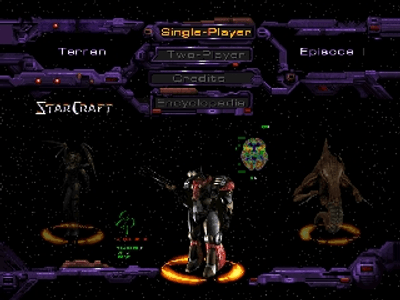 Single-Player
Terran
Two-Player
Episode I
Credits
Encyclopedia
STARCRAFT